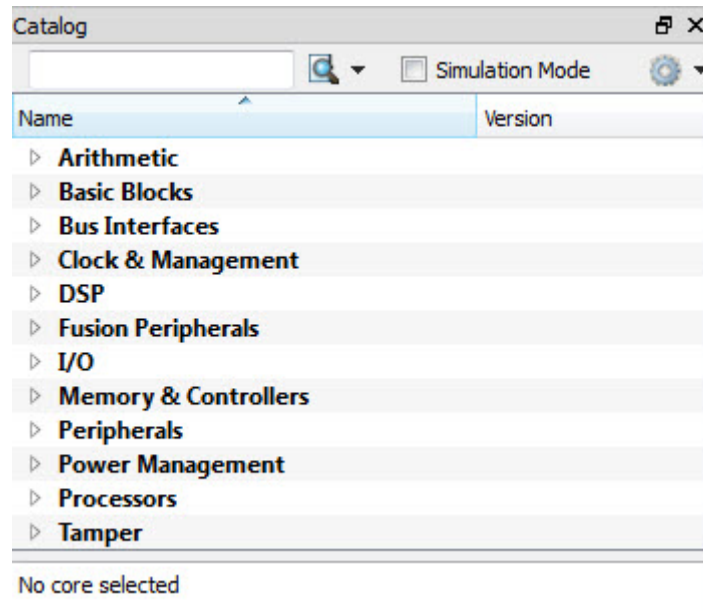 Catalog
Simulation Mode
Name Version
Arithmetic
Basic Blocks
Bus Interfaces
Clock & Management
DSP
Fusion Peripherals
I/O
Memory & Controllers
Peripherals
Power Management
Processors
Tamper
No core selected